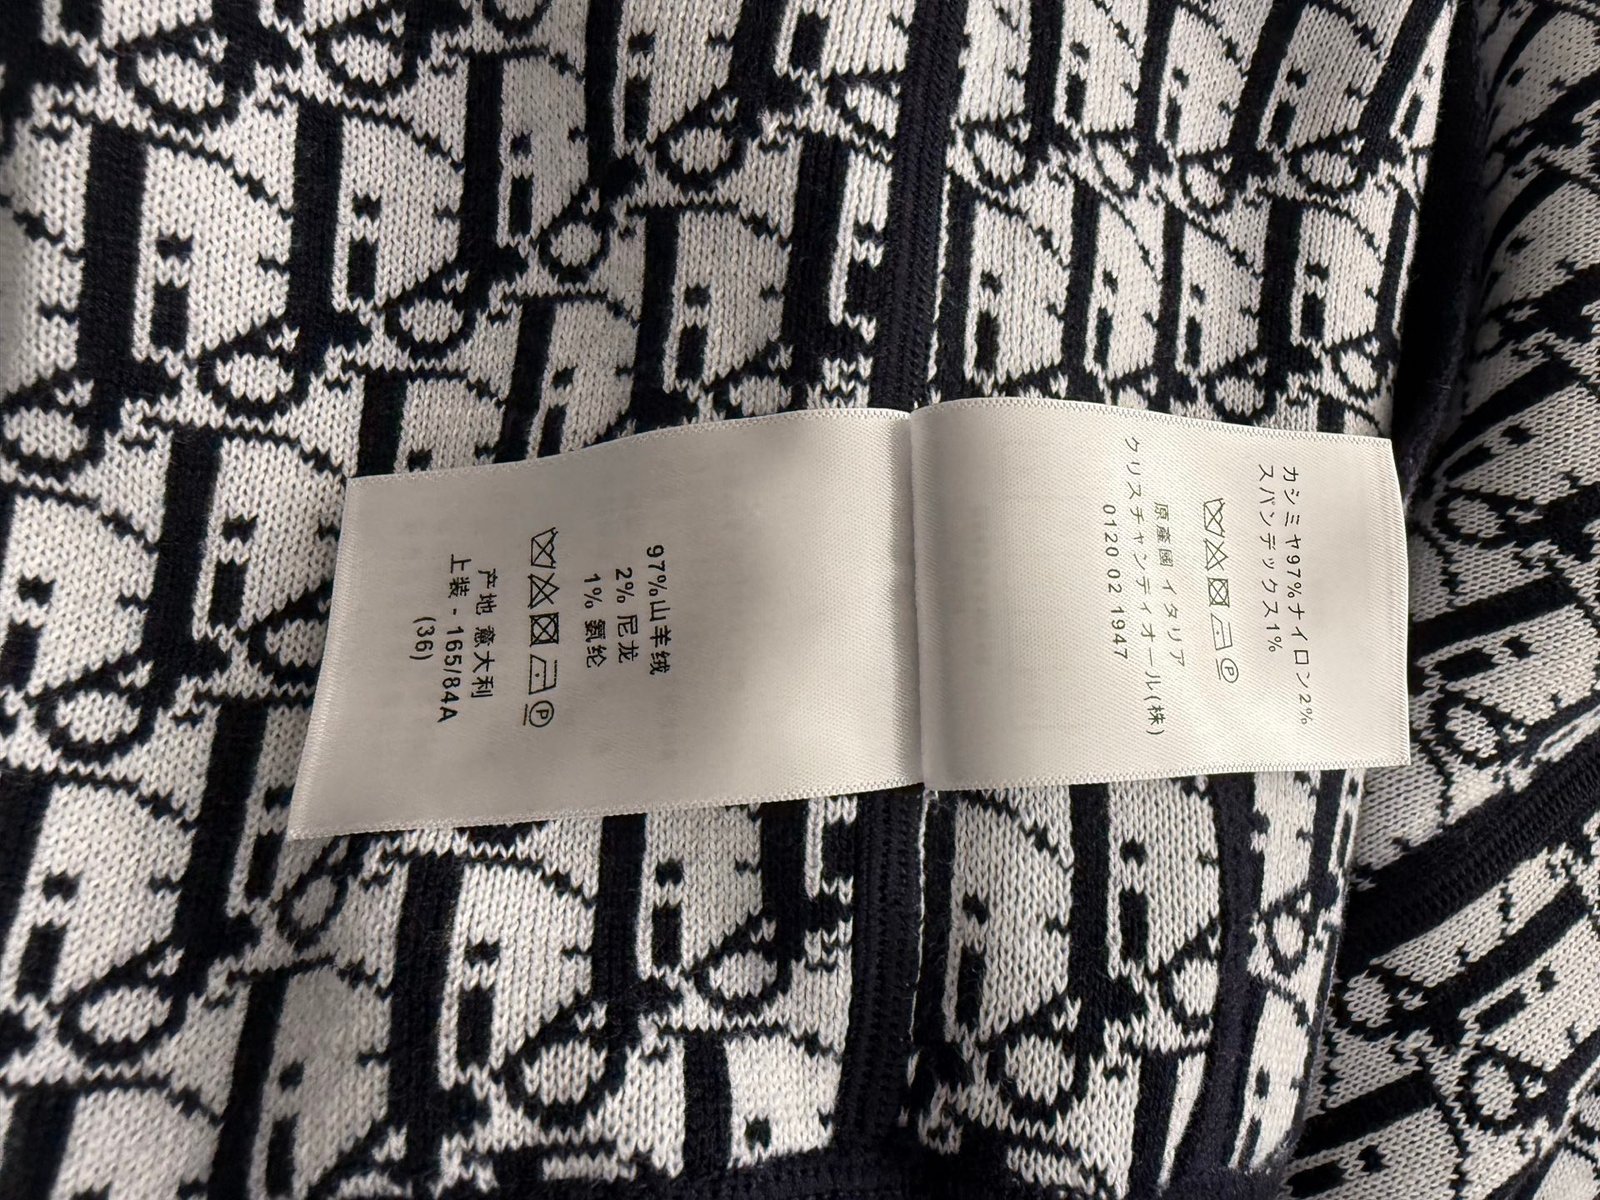 97%山羊绒
2% 尼龙
1% 氨纶
P
产地 意大利
上装 - 165/84A
(36)
カシミヤ97%ナイロン2%
スパンデックス1%
P
原産國 イタリア
クリスチャンディオール(株)
0120 02 1947